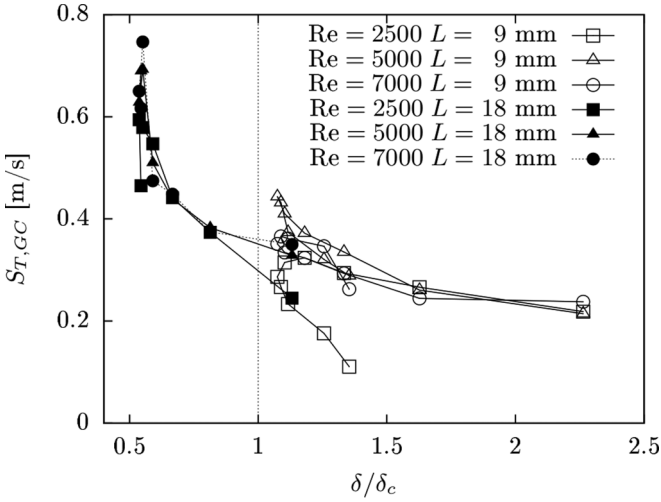 0.8
0.6
0.4
0.2
0
S_{T,GC} [m/s]
Re = 2500 L = 9 mm
Re = 5000 L = 9 mm
Re = 7000 L = 9 mm
Re = 2500 L = 18 mm
Re = 5000 L = 18 mm
Re = 7000 L = 18 mm
0.5 1 1.5 2 2.5
δ/δ_c